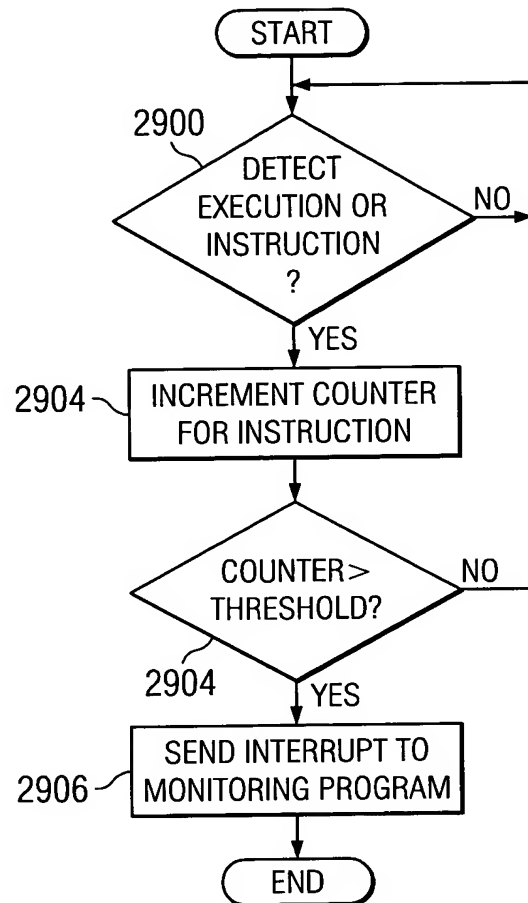 START
2900
DETECT
EXECUTION OR
INSTRUCTION
?
NO
YES
2904
INCREMENT COUNTER
FOR INSTRUCTION
COUNTER>
THRESHOLD?
NO
2904
YES
2906
SEND INTERRUPT TO
MONITORING PROGRAM
END